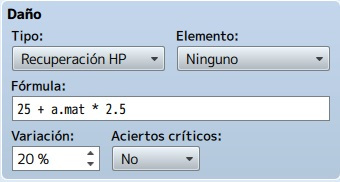 Daño
Tipo: Elemento:
Recuperación HP Ninguno
Fórmula:
25 + a.mat * 2.5
Variación: Aciertos críticos:
20 % No